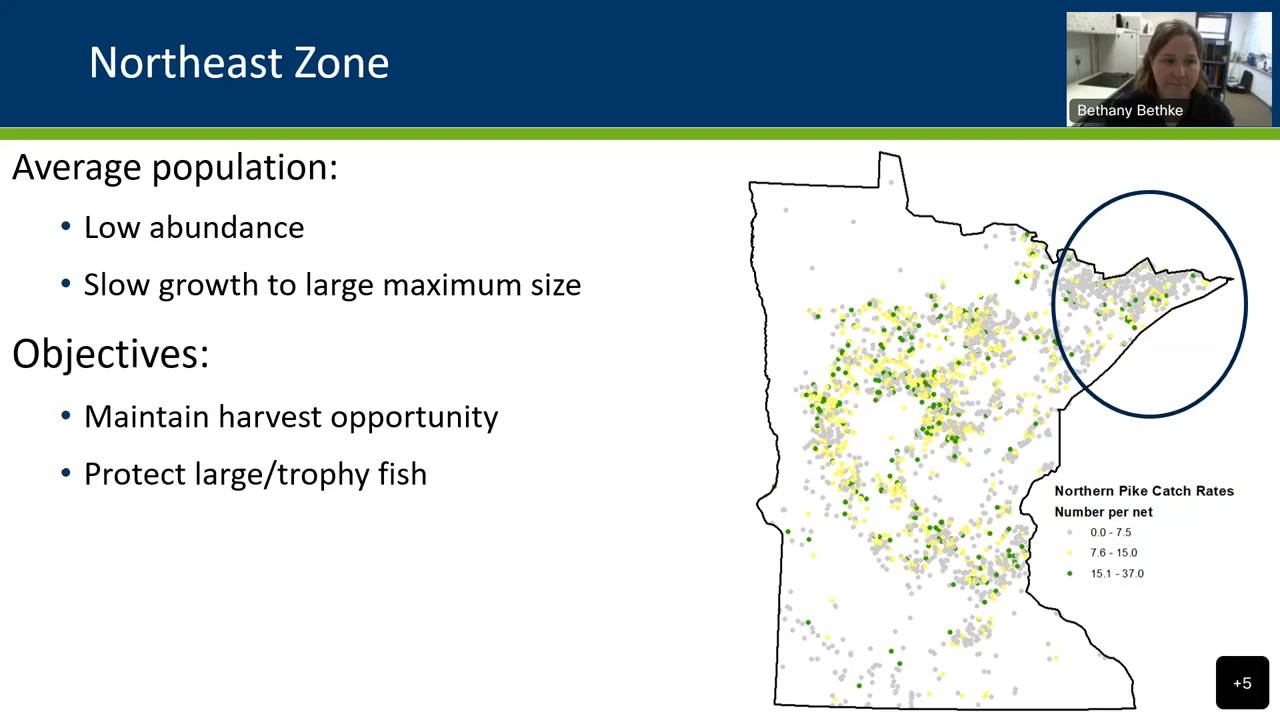 Northeast Zone
Bethany Bethke
Average population:
• Low abundance
• Slow growth to large maximum size
Objectives:
• Maintain harvest opportunity
• Protect large/trophy fish
Northern Pike Catch Rates
Number per net
0.0 - 7.5
7.6 - 15.0
15.1 - 37.0
+5